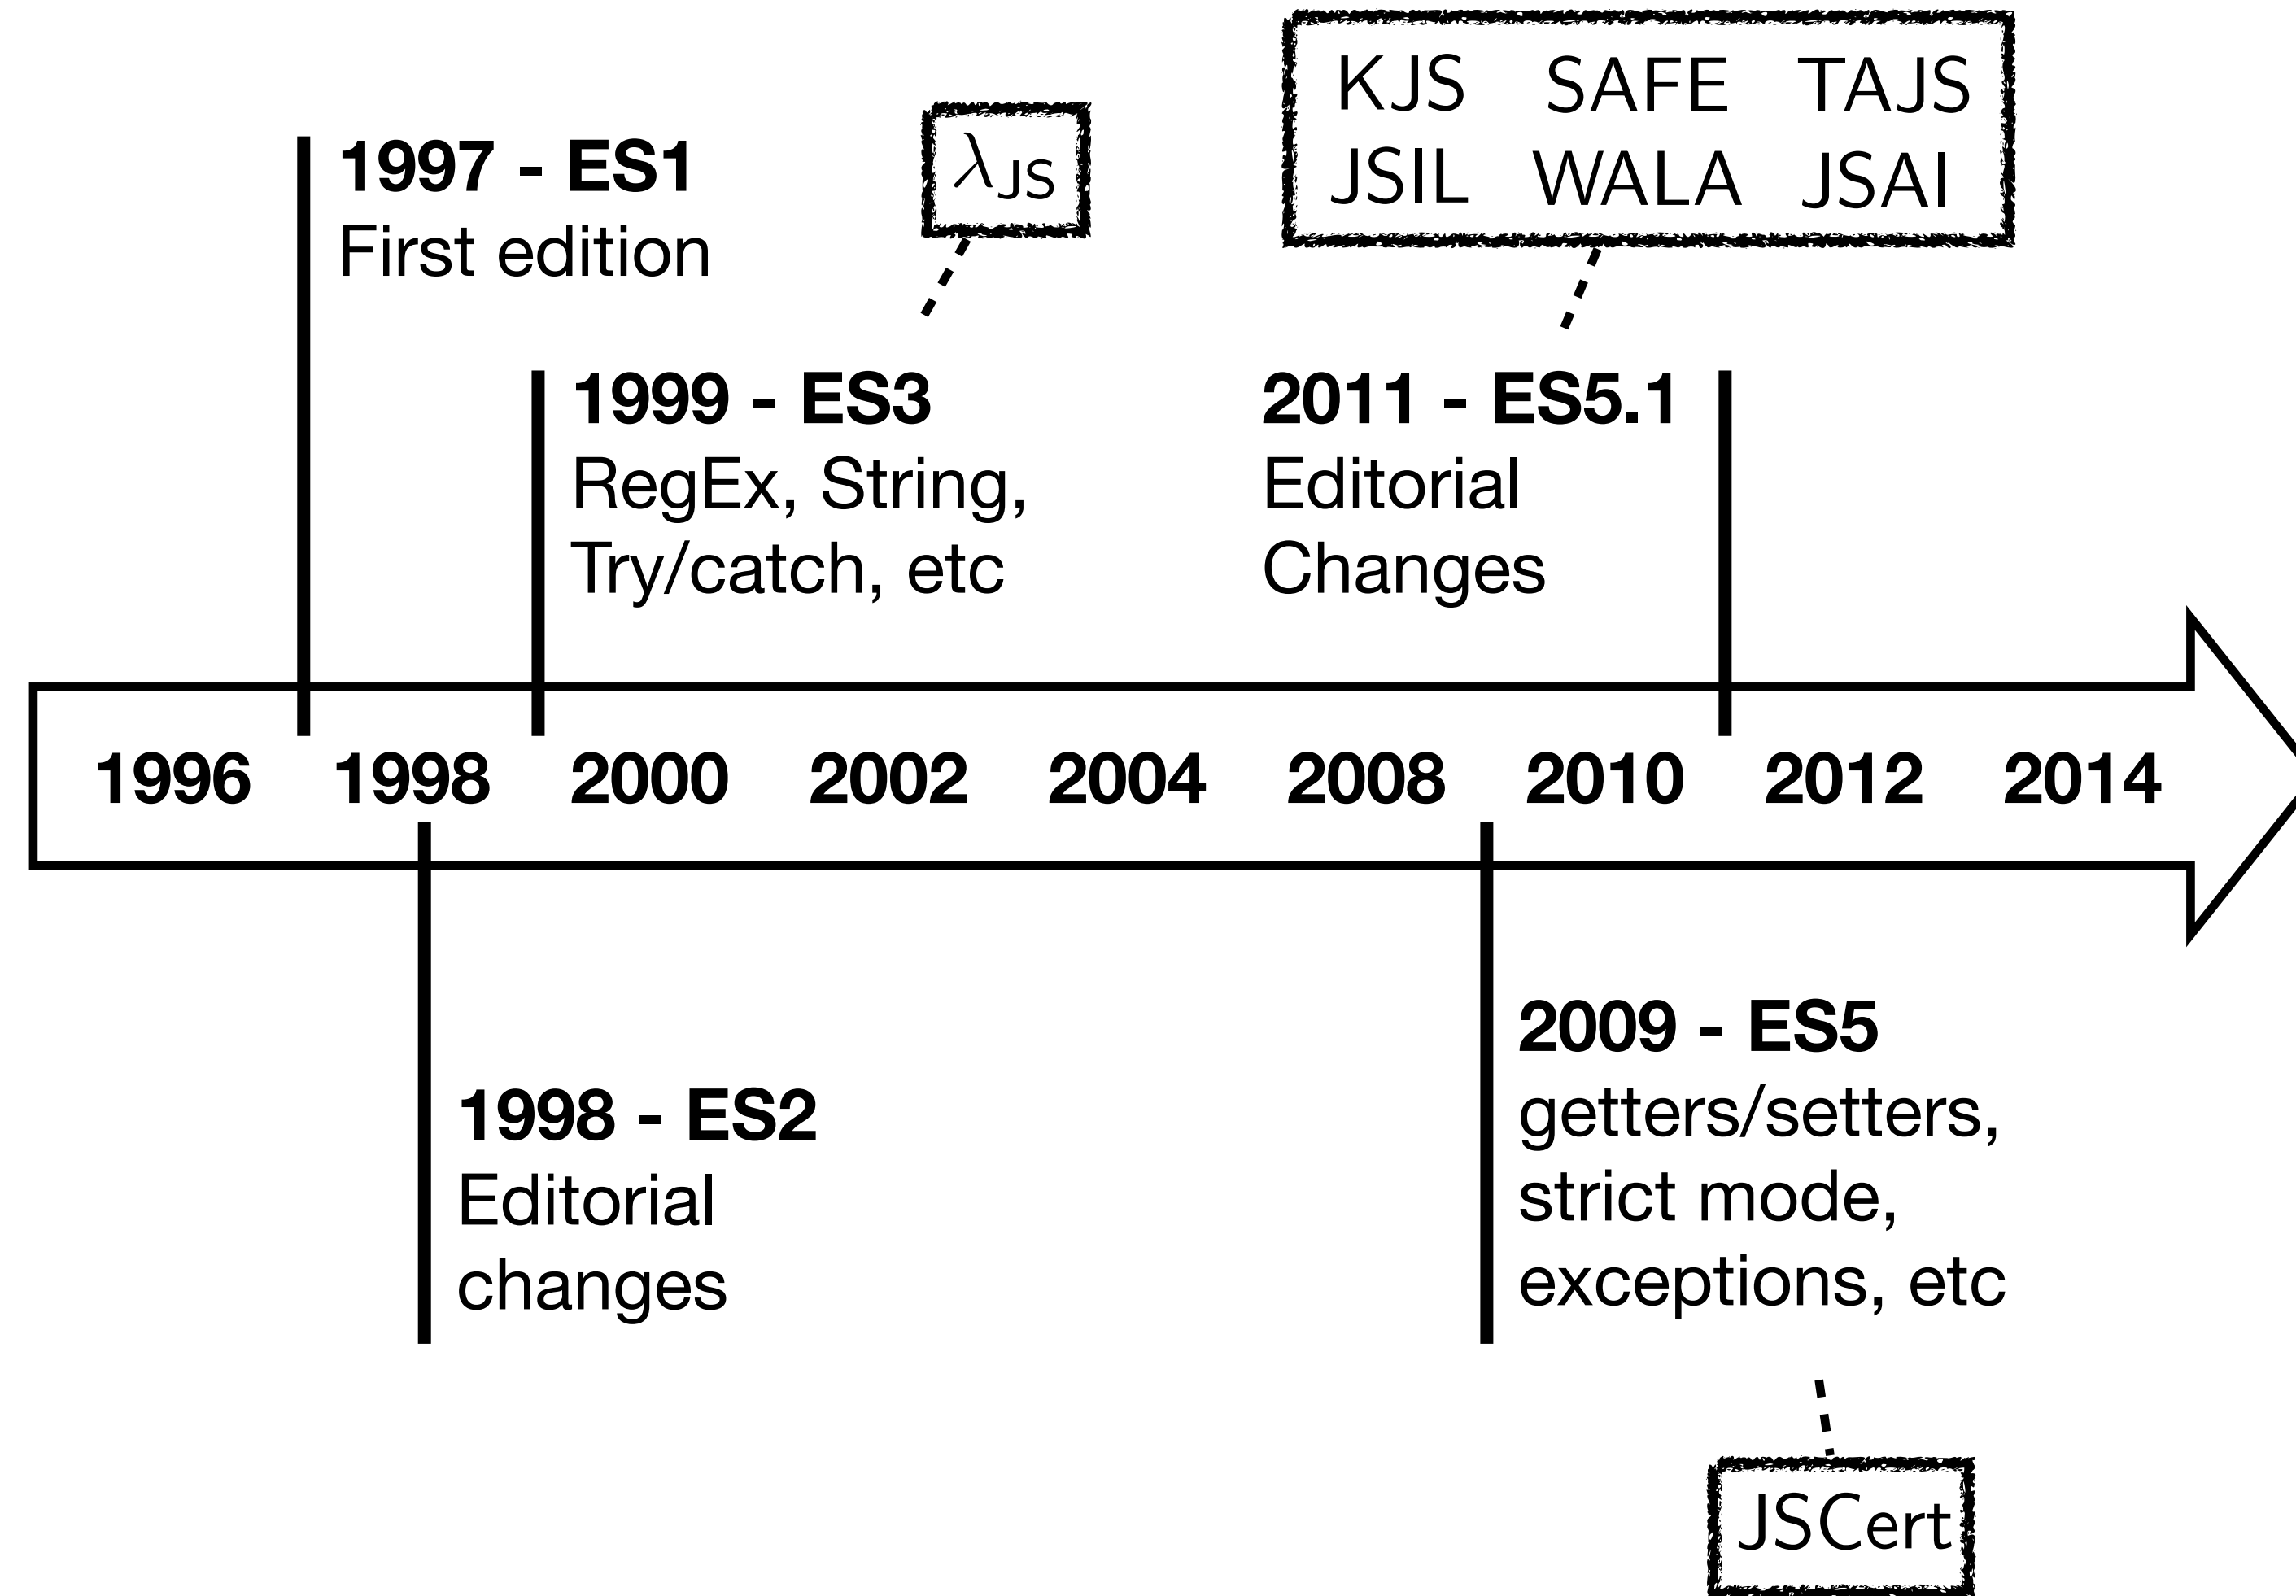 KJS SAFE TAJS
JSIL WALA JSAI
λJS
1997 - ES1
First edition
1999 - ES3
RegEx, String,
Try/catch, etc
2011 - ES5.1
Editorial
Changes
1996 1998 2000 2002 2004 2008 2010 2012 2014
1998 - ES2
Editorial
changes
2009 - ES5
getters/setters,
strict mode,
exceptions, etc
JSCert